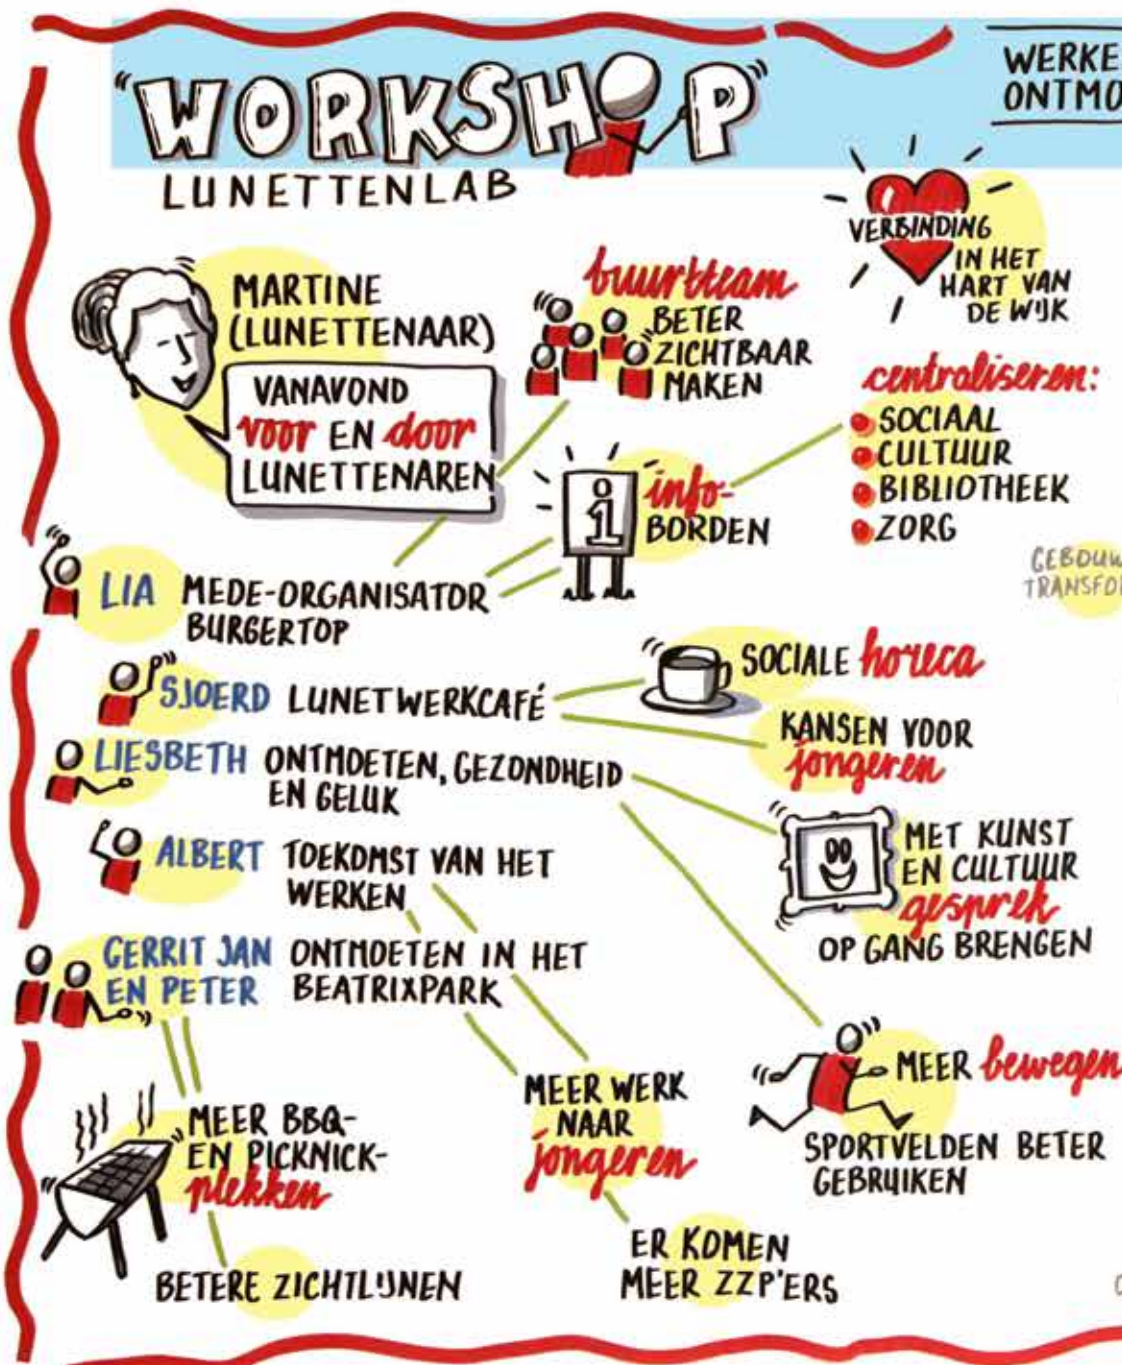 "WORKSHOP"
LUNETTENLAB
WERKE
ONTMO
VERBINDING
IN HET
HART VAN
DE WIJK
MARTINE
(LUNETTENAAR)
VANAVOND
voor EN door
LUNETTENAREN
buurtteam
BETER
ZICHTBAAR
MAKEN
info-
BORDEN
i
centraliseren:
SOCIAAL
CULTUUR
BIBLIOTHEEK
ZORG
GEBOUW
TRANSFOR
LIA MEDE-ORGANISATOR
BURGERTOP
SJOERD LUNETWERKCAFÉ
SOCIALE horeca
KANSEN VOOR
jongeren
LIESBETH ONTMOETEN, GEZONDHEID
EN GELUK
MET KUNST
EN CULTUUR
gesprek
OP GANG BRENGEN
MEER bewegen
SPORTVELDEN BETER
GEBRUIKEN
ALBERT TOEKOMST VAN HET
WERKEN
MEER WERK
NAAR
jongeren
ER KOMEN
MEER ZZP'ERS
GERRIT JAN ONTMOETEN IN HET
EN PETER BEATRIXPARK
MEER BBQ-
EN PICKNICK-
plekken
BETERE ZICHTLIJNEN